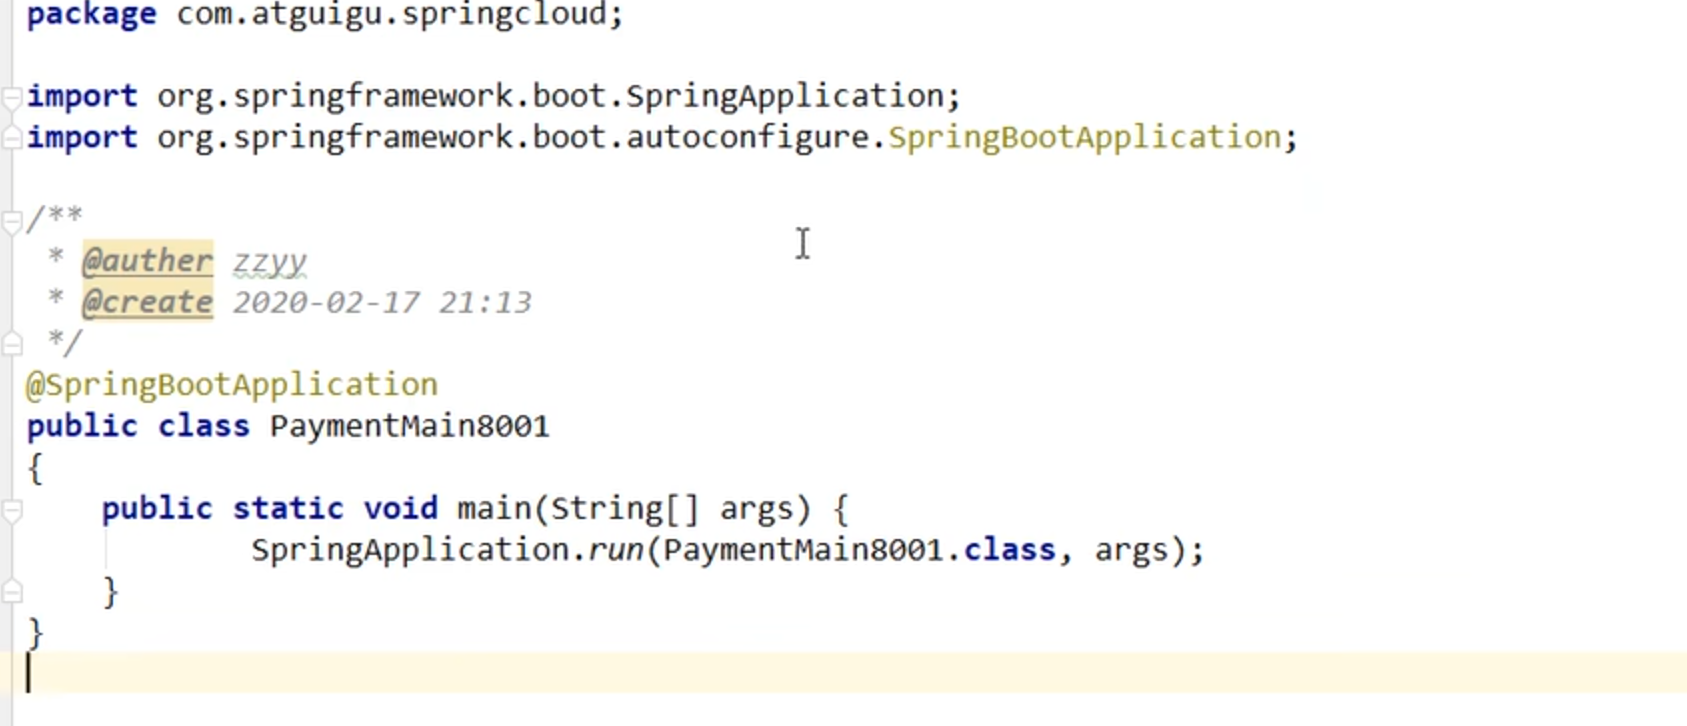 package com.atguigu.springcloud;
import org.springframework.boot.SpringApplication;
import org.springframework.boot.autoconfigure.SpringBootApplication;
/**
* @auther zzyy
* @create 2020-02-17 21:13
*/
@SpringBootApplication
public class PaymentMain8001
{
public static void main(String[] args) {
SpringApplication.run(PaymentMain8001.class, args);
}
}